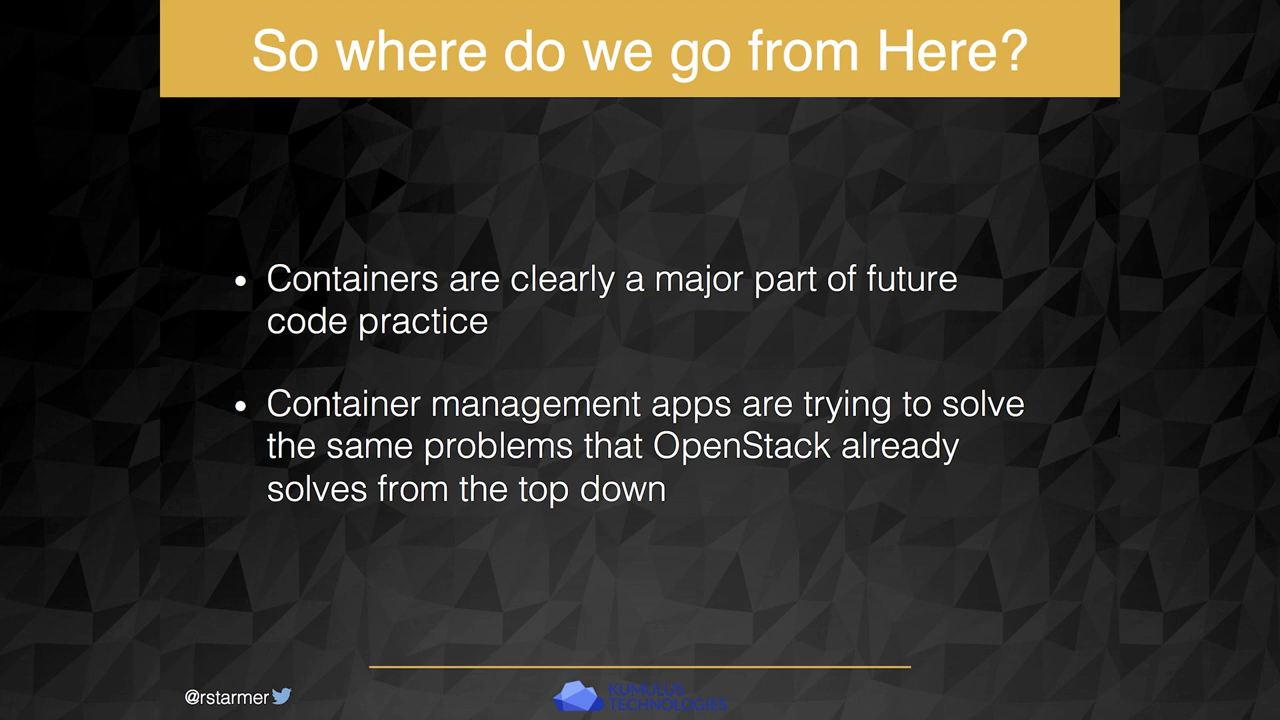 So where do we go from Here?
• Containers are clearly a major part of future
code practice
• Container management apps are trying to solve
the same problems that OpenStack already
solves from the top down
@rstarmer
KUMULUS
TECHNOLOGIES